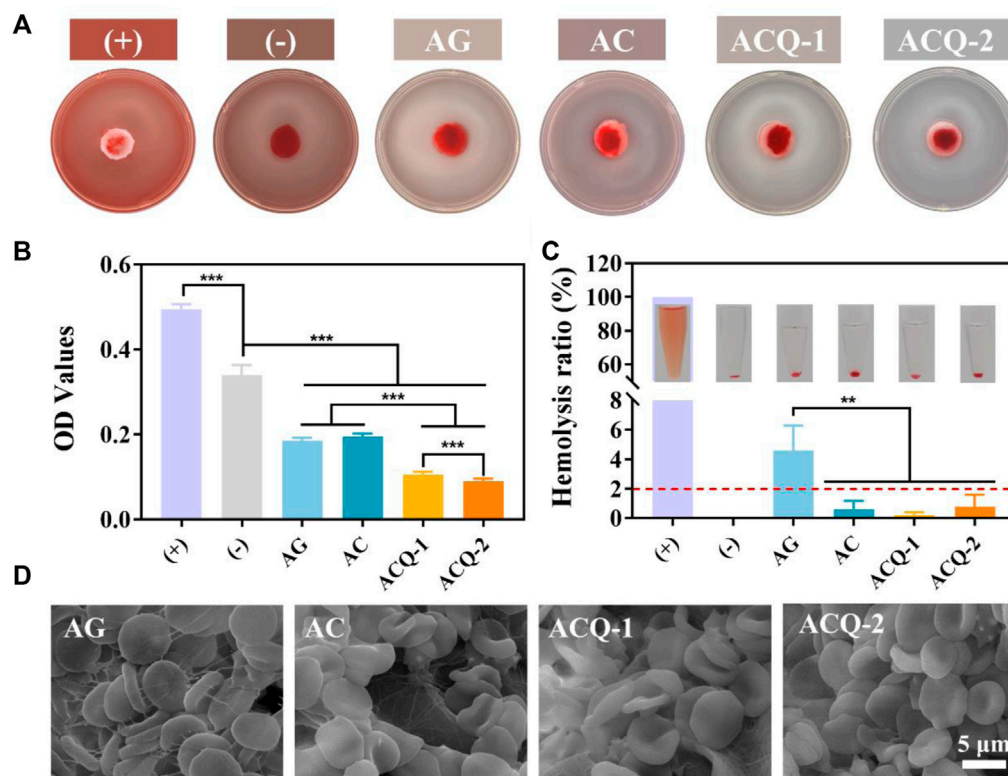 A
(+) (-) AG AC ACQ-1 ACQ-2
B
OD Values
0.6
0.4
0.2
0.0
***
***
***
***
(+) (-) AG AC ACQ-1 ACQ-2
C
Hemolysis ratio (%)
120
100
80
60
8
6
4
2
0
**
(+) (-) AG AC ACQ-1 ACQ-2
D
AG AC ACQ-1 ACQ-2
5 μm